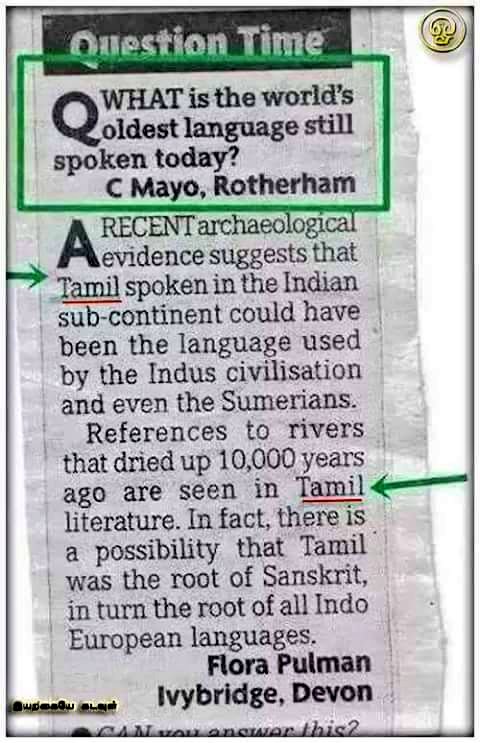 Question Time
Q WHAT is the world's
oldest language still
spoken today?
C Mayo, Rotherham
A RECENT archaeological
evidence suggests that
Tamil spoken in the Indian
sub-continent could have
been the language used
by the Indus civilisation
and even the Sumerians.
References to rivers
that dried up 10,000 years
ago are seen in Tamil
literature. In fact, there is
a possibility that Tamil
was the root of Sanskrit,
in turn the root of all Indo
European languages.
Flora Pulman
Ivybridge, Devon
இயற்கையே கடவுள்
● CAN you answer this?